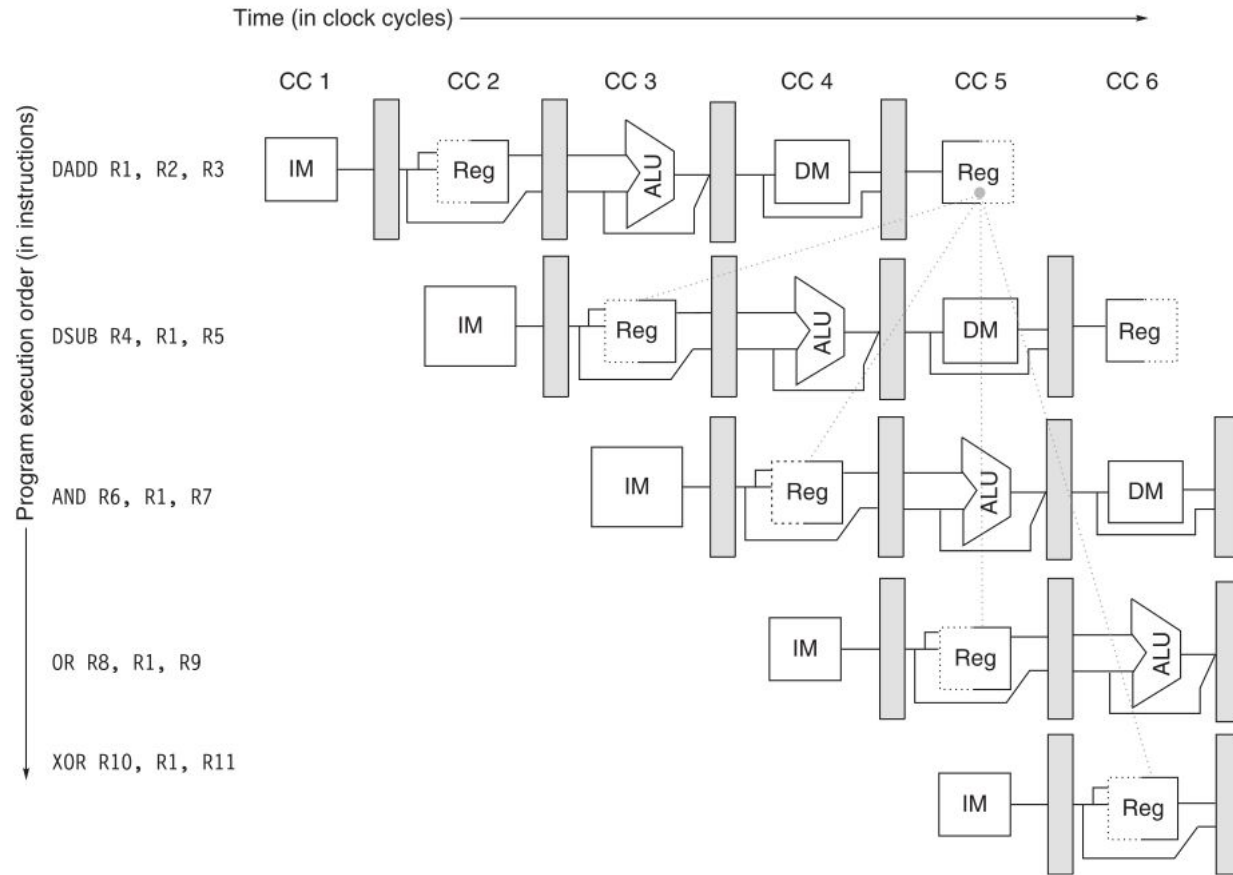 Time (in clock cycles)
CC 1 CC 2 CC 3 CC 4 CC 5 CC 6
Program execution order (in instructions)
DADD R1, R2, R3
IM Reg ALU DM Reg
DSUB R4, R1, R5
IM Reg ALU DM Reg
AND R6, R1, R7
IM Reg ALU DM
OR R8, R1, R9
IM Reg ALU
XOR R10, R1, R11
IM Reg